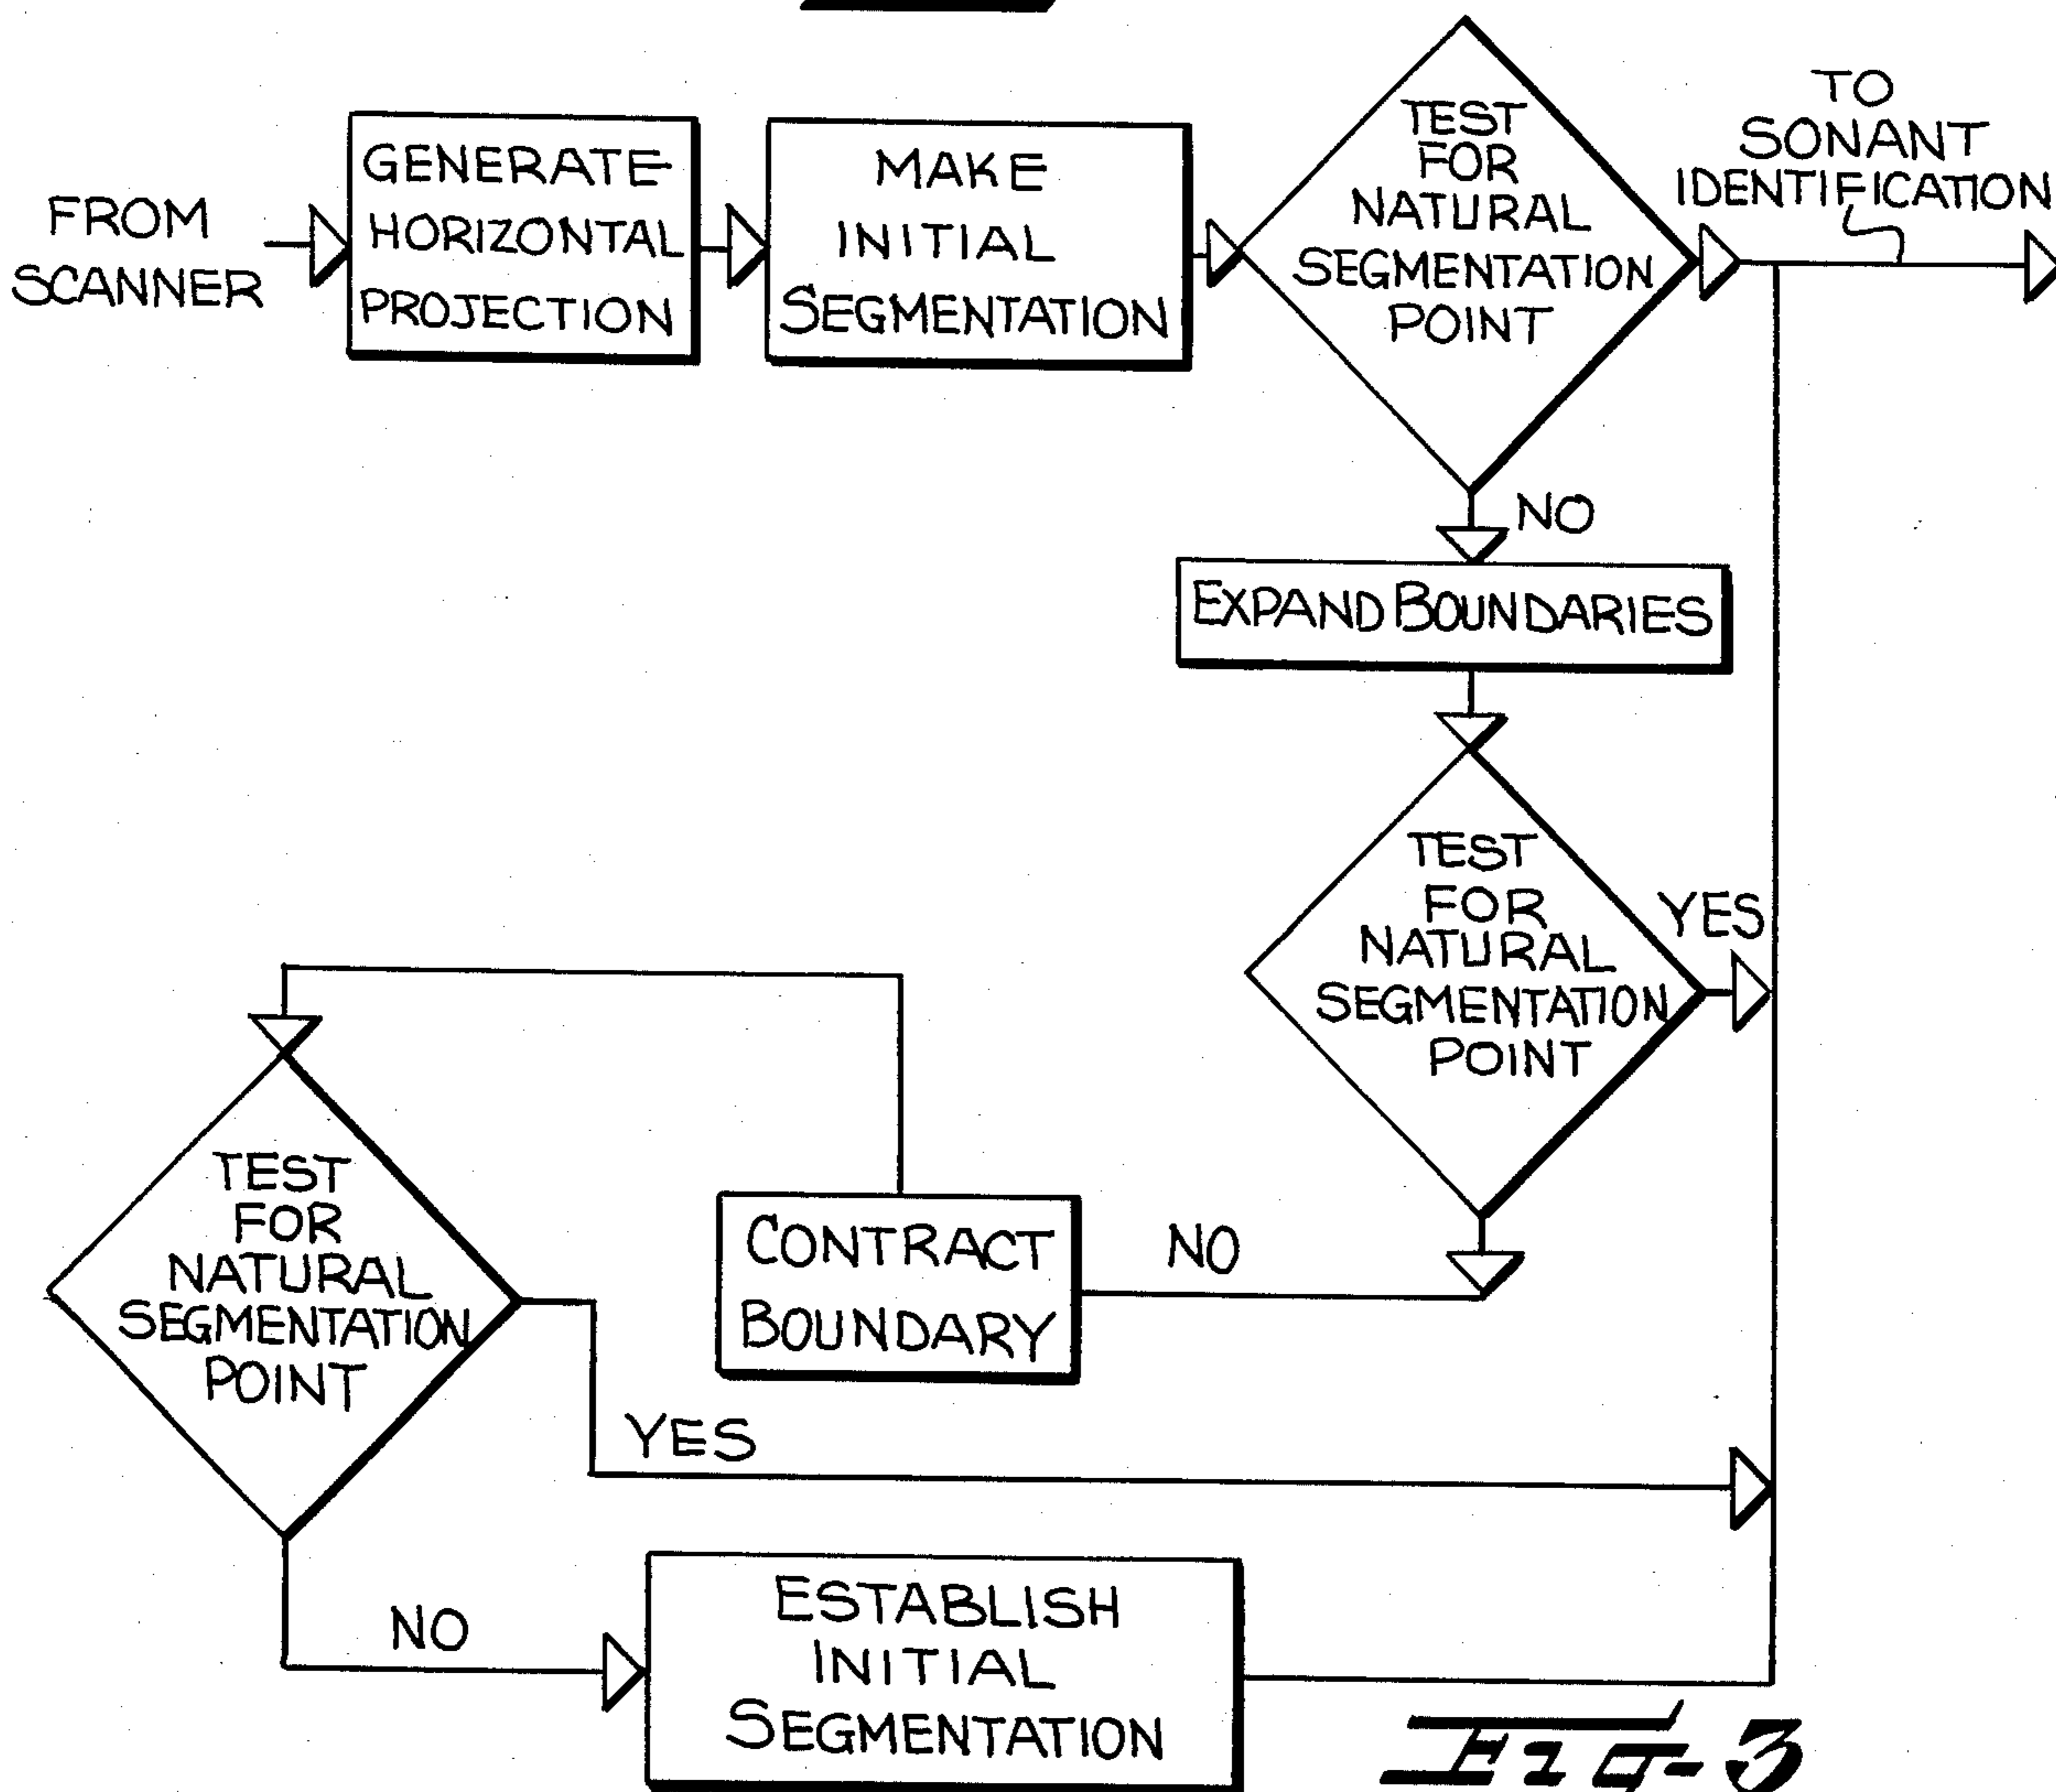 FROM
SCANNER
GENERATE
HORIZONTAL
PROJECTION
MAKE
INITIAL
SEGMENTATION
TEST
FOR
NATURAL
SEGMENTATION
POINT
TO
SONANT
IDENTIFICATION
NO
EXPAND BOUNDARIES
TEST
FOR
NATURAL
SEGMENTATION
POINT
YES
NO
CONTRACT
BOUNDARY
TEST
FOR
NATURAL
SEGMENTATION
POINT
YES
NO
ESTABLISH
INITIAL
SEGMENTATION
FIG-3